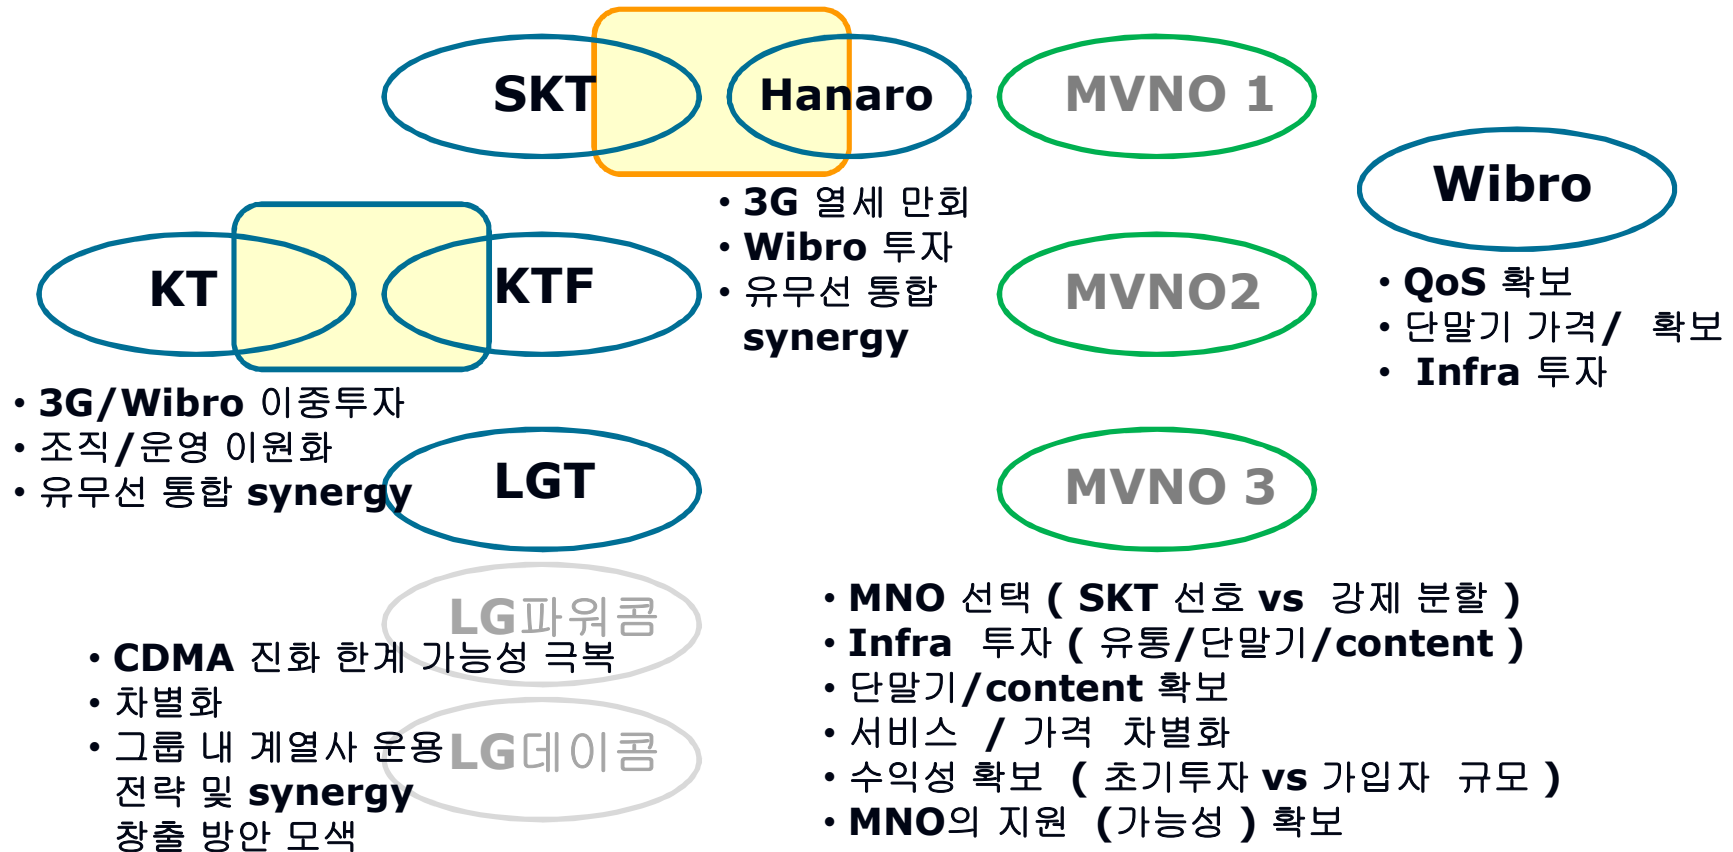 SKT
Hanaro
MVNO 1
Wibro
• 3G 열세 만회
• Wibro 투자
• 유무선 통합
synergy
KT
KTF
MVNO2
• QoS 확보
• 단말기 가격/ 확보
• Infra 투자
• 3G/Wibro 이중투자
• 조직/운영 이원화
• 유무선 통합 synergy
LGT
MVNO 3
LG파워콤
• CDMA 진화 한계 가능성 극복
• 차별화
• 그룹 내 계열사 운용
전략 및 synergy
창출 방안 모색
LG데이콤
• MNO 선택 ( SKT 선호 vs 강제 분할 )
• Infra 투자 ( 유통/단말기/content )
• 단말기/content 확보
• 서비스 / 가격 차별화
• 수익성 확보 ( 초기투자 vs 가입자 규모 )
• MNO의 지원 (가능성 ) 확보